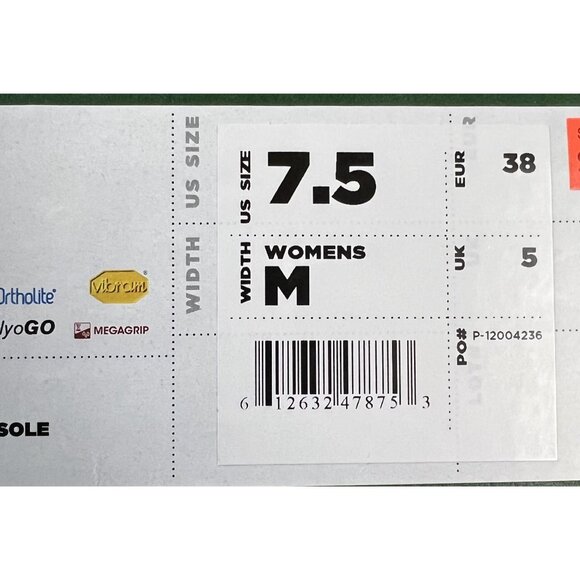 US SIZE
WIDTH
US SIZE
7.5
EUR
38
WIDTH
WOMENS
M
UK
5
Ortholite®
vibram®
lyoGO
MEGAGRIP
PO#
P-12004236
6 12632 47875 3
SOLE